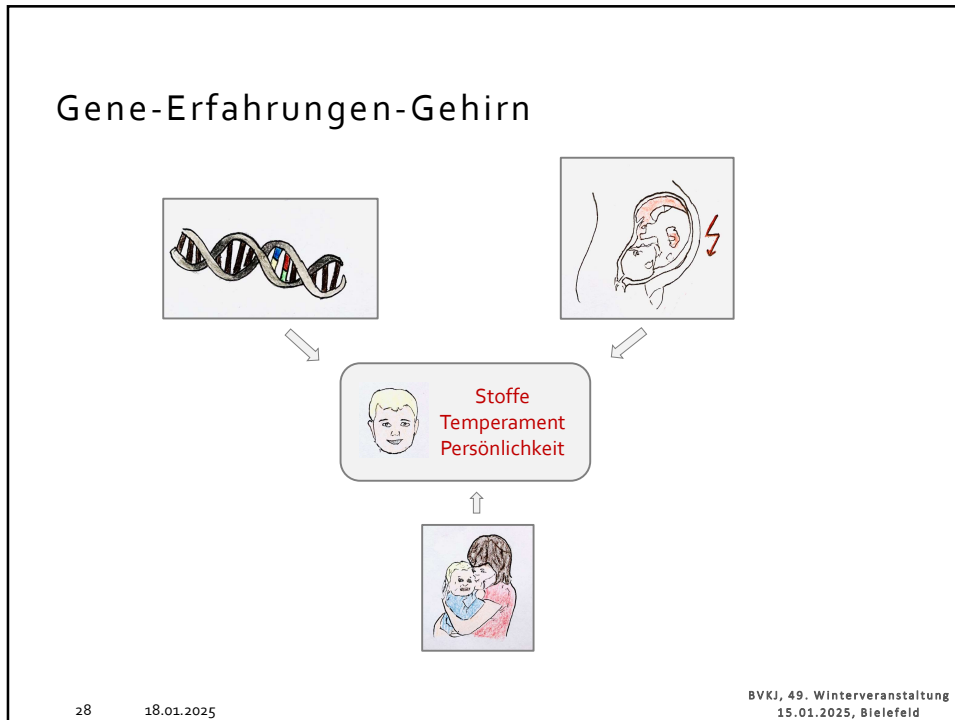 Gene-Erfahrungen-Gehirn
Stoffe
Temperament
Persönlichkeit
28 18.01.2025
BVKJ, 49. Winterveranstaltung
15.01.2025, Bielefeld